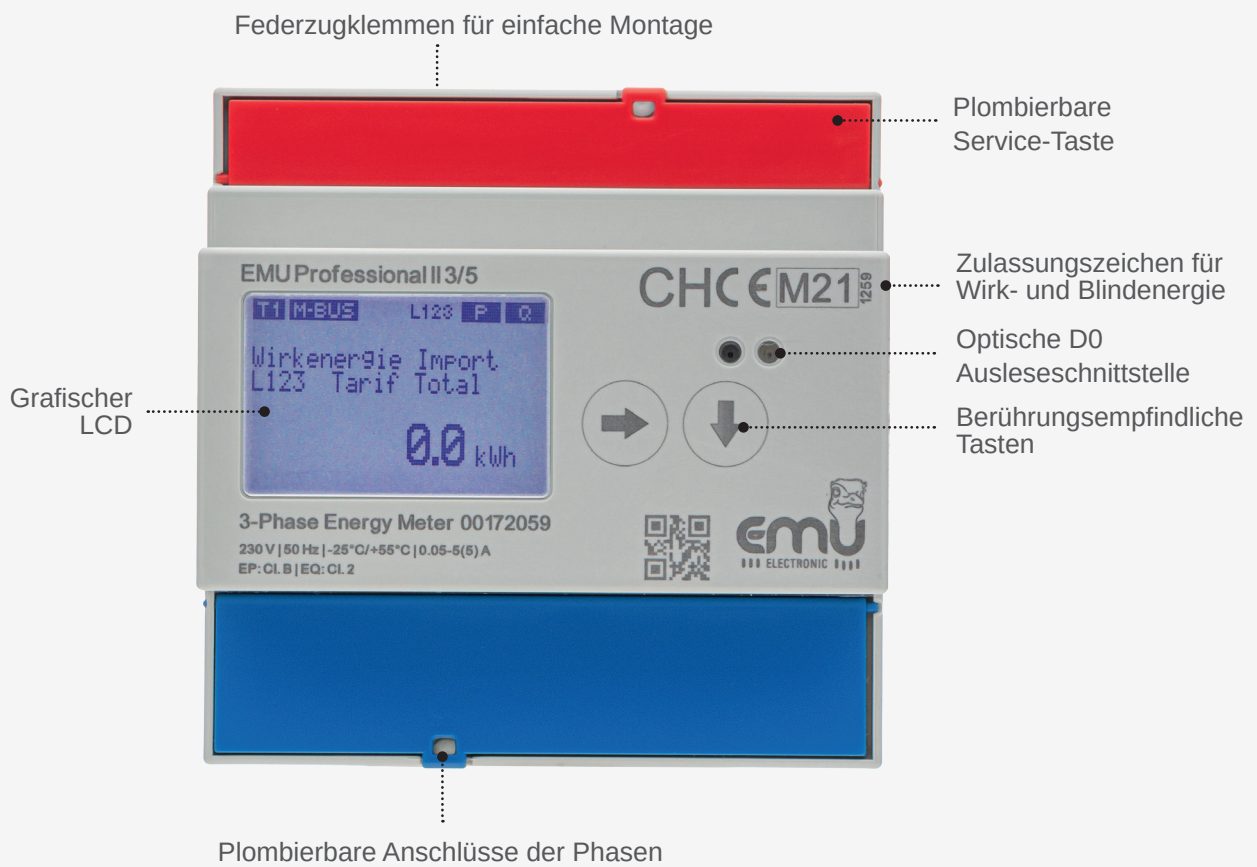 Federzugklemmen für einfache Montage
Plombierbare
Service-Taste
EMU Professional II 3/5
CH CE M21 1259
Zulassungszeichen für
Wirk- und Blindenergie
T1 M-BUS L123 P Q
Wirkenergie Import
L123 Tarif Total
0.0 kWh
Optische D0
Ausleseschnittstelle
Grafischer
LCD
Berührungsempfindliche
Tasten
3-Phase Energy Meter 00172059
230 V | 50 Hz | -25°C/+55°C | 0.05-5(5) A
EP: Cl. B | EQ: Cl. 2
emu
ELECTRONIC
Plombierbare Anschlüsse der Phasen